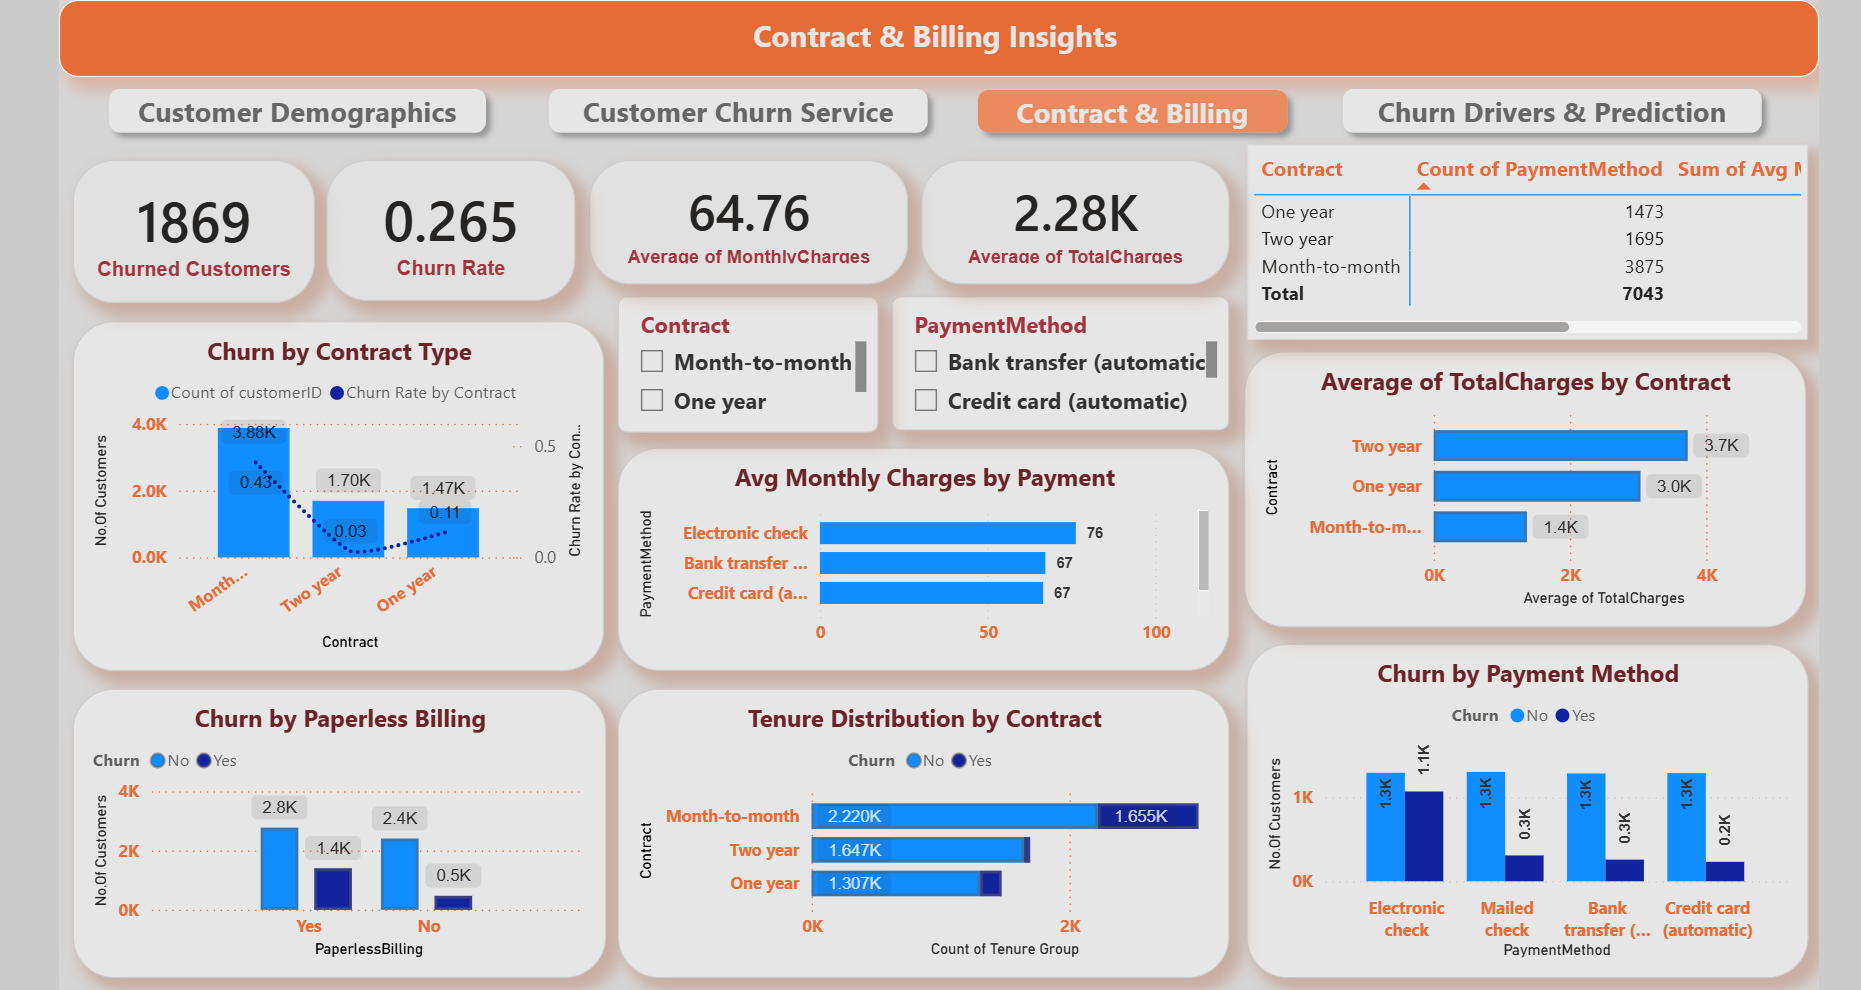 Contract & Billing Insights
Customer Demographics
Customer Churn Service
Contract & Billing
Churn Drivers & Prediction
1869
Churned Customers
0.265
Churn Rate
64.76
Average of MonthlyCharges
2.28K
Average of TotalCharges
Contract Count of PaymentMethod Sum of Avg M
One year 1473
Two year 1695
Month-to-month 3875
Total 7043
Contract
Month-to-month
One year
PaymentMethod
Bank transfer (automatic
Credit card (automatic)
Churn by Contract Type
Count of customerID Churn Rate by Contract
No.Of Customers
4.0K
2.0K
0.0K
3.88K
1.70K
1.47K
0.43
0.03
0.11
0.5
0.0
Churn Rate by Con...
Month...
Two year
One year
Contract
Avg Monthly Charges by Payment
PaymentMethod
Electronic check 76
Bank transfer ... 67
Credit card (a... 67
0 50 100
Average of TotalCharges by Contract
Contract
Two year 3.7K
One year 3.0K
Month-to-m... 1.4K
0K 2K 4K
Average of TotalCharges
Churn by Paperless Billing
Churn No Yes
No.Of Customers
4K
2K
0K
2.8K
1.4K
2.4K
0.5K
Yes No
PaperlessBilling
Tenure Distribution by Contract
Churn No Yes
Contract
Month-to-month 2.220K 1.655K
Two year 1.647K
One year 1.307K
0K 2K
Count of Tenure Group
Churn by Payment Method
Churn No Yes
No.Of Customers
1K
0K
1.3K
1.1K
1.3K
0.3K
1.3K
0.3K
1.3K
0.2K
Electronic check
Mailed check
Bank transfer (...
Credit card (automatic)
PaymentMethod